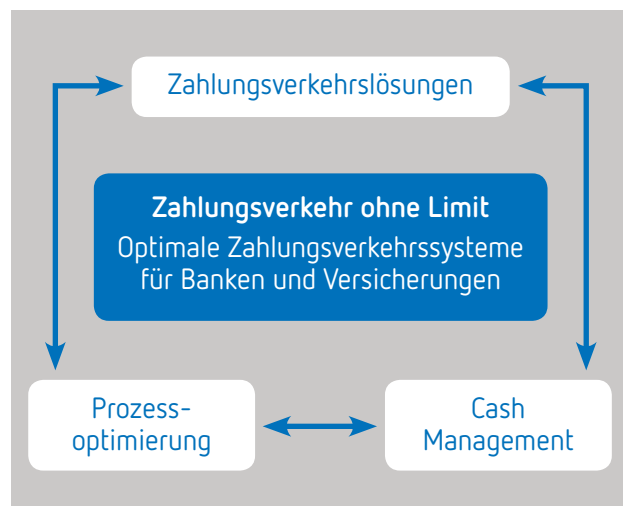 Zahlungsverkehrslösungen
Zahlungsverkehr ohne Limit
Optimale Zahlungsverkehrssysteme
für Banken und Versicherungen
Prozess-
optimierung
Cash
Management